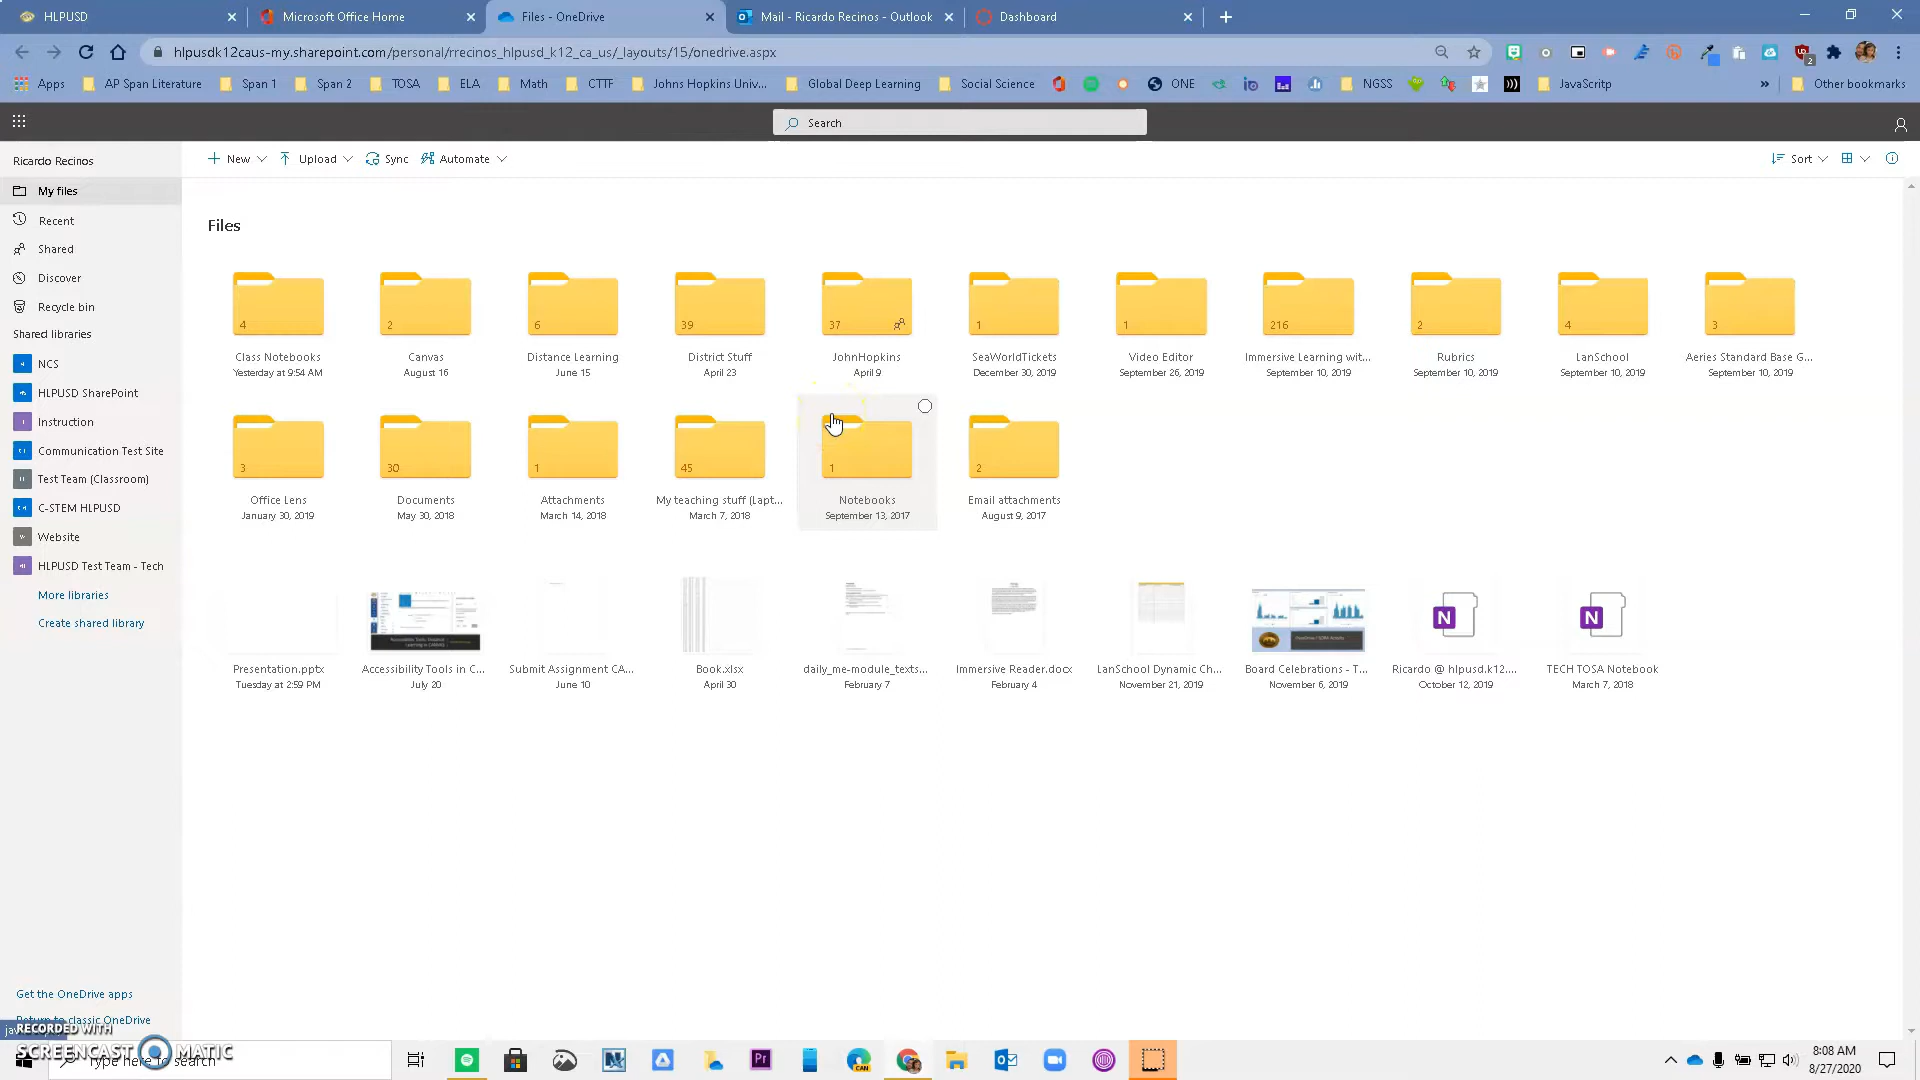 HLPUSD
Microsoft Office Home
Files - OneDrive
Mail - Ricardo Recinos - Outlook
Dashboard
hlpusdk12caus-my.sharepoint.com/personal/rrecinos_hlpusd_k12_ca_us/_layouts/15/onedrive.aspx
Apps AP Span Literature Span 1 Span 2 TOSA ELA Math CTTF Johns Hopkins Univ... Global Deep Learning Social Science ONE NGSS JavaScritp » Other bookmarks
Search
Ricardo Recinos
New Upload Sync Automate Sort
My files
Recent
Shared
Discover
Recycle bin
Shared libraries
NCS
HLPUSD SharePoint
Instruction
Communication Test Site
Test Team (Classroom)
C-STEM HLPUSD
Website
HLPUSD Test Team - Tech
More libraries
Create shared library
Get the OneDrive apps
Return to classic OneDrive
Files
4 2 6 39 37 1 1 216 2 4 3
Class Notebooks Canvas Distance Learning District Stuff JohnHopkins SeaWorldTickets Video Editor Immersive Learning wit... Rubrics LanSchool Aeries Standard Base G...
Yesterday at 9:54 AM August 16 June 15 April 23 April 9 December 30, 2019 September 26, 2019 September 10, 2019 September 10, 2019 September 10, 2019 September 10, 2019
3 30 1 45 1 2
Office Lens Documents Attachments My teaching stuff (Lapt... Notebooks Email attachments
January 30, 2019 May 30, 2018 March 14, 2018 March 7, 2018 September 13, 2017 August 9, 2017
Presentation.pptx Accessibility Tools in C... Submit Assignment CA... Book.xlsx daily_me-module_texts... Immersive Reader.docx LanSchool Dynamic Ch... Board Celebrations - T... Ricardo @ hlpusd.k12.... TECH TOSA Notebook
Tuesday at 2:59 PM July 20 June 10 April 30 February 7 February 4 November 21, 2019 November 6, 2019 October 12, 2019 March 7, 2018
RECORDED WITH
SCREENCAST MATIC
Type here to search
8:08 AM
8/27/2020